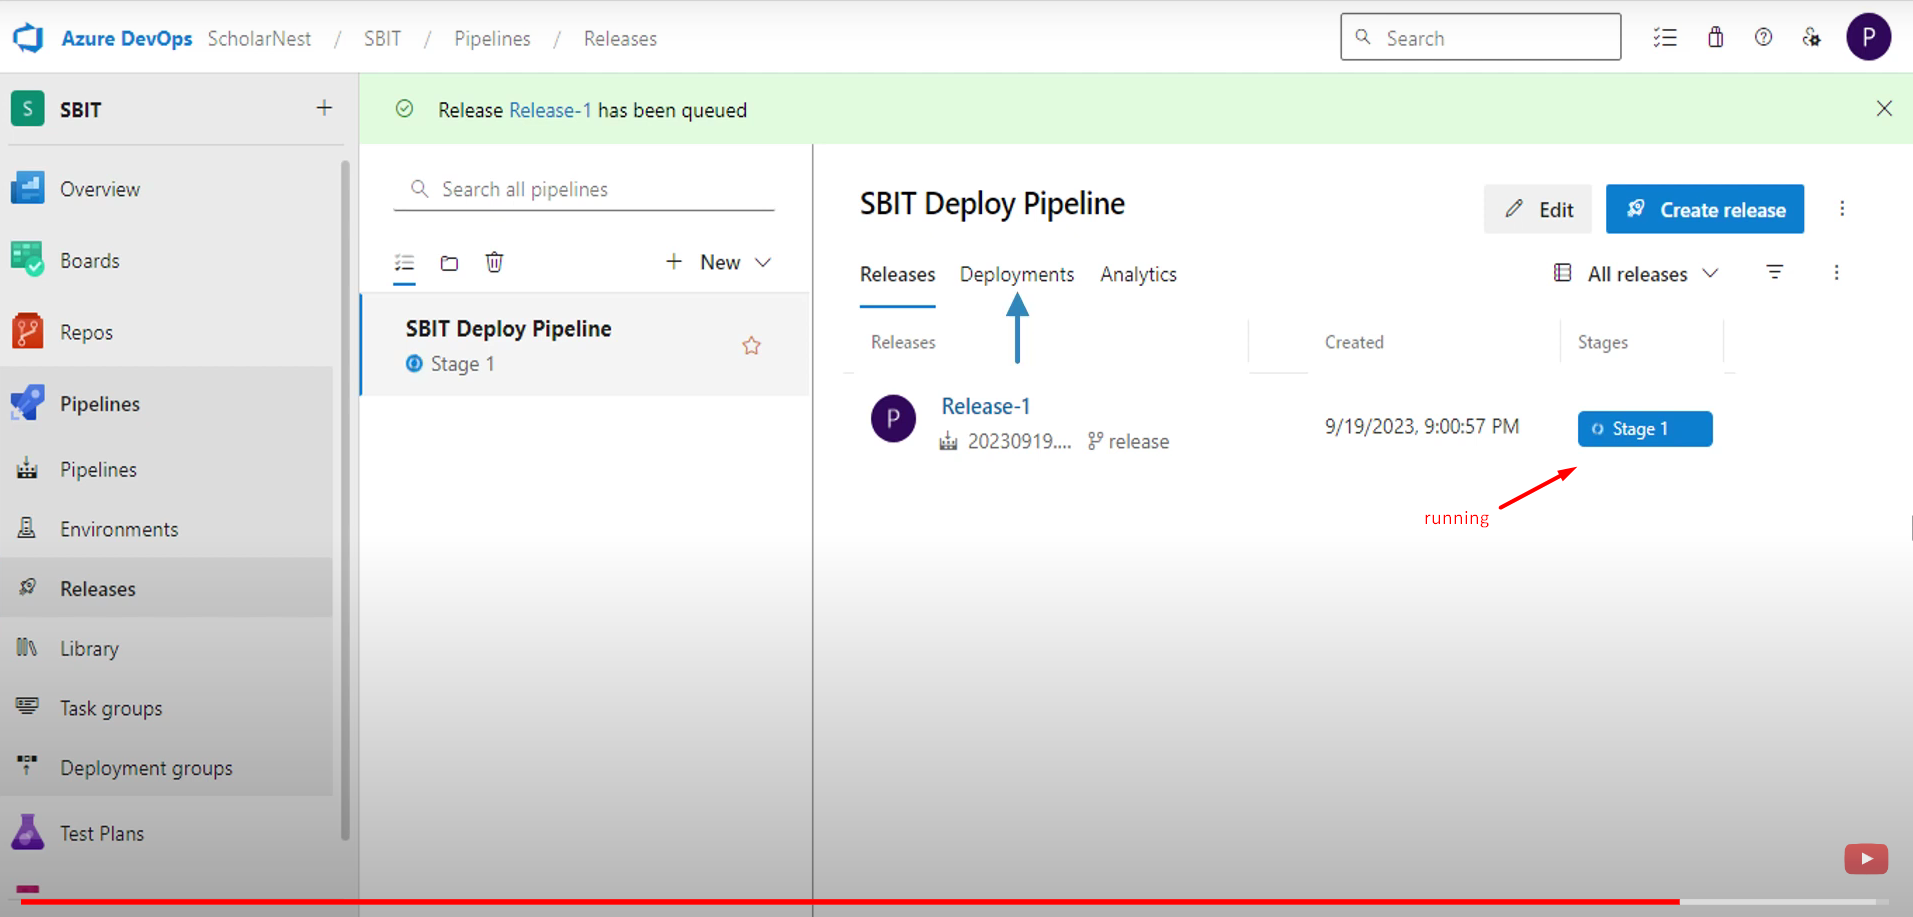 Azure DevOps ScholarNest / SBIT / Pipelines / Releases
Search
P
S SBIT
Release Release-1 has been queued
Overview
Boards
Repos
Pipelines
Pipelines
Environments
Releases
Library
Task groups
Deployment groups
Test Plans
Search all pipelines
New
SBIT Deploy Pipeline
Stage 1
SBIT Deploy Pipeline
Edit
Create release
Releases Deployments Analytics
All releases
Releases Created Stages
P
Release-1
20230919.... release
9/19/2023, 9:00:57 PM
Stage 1
running